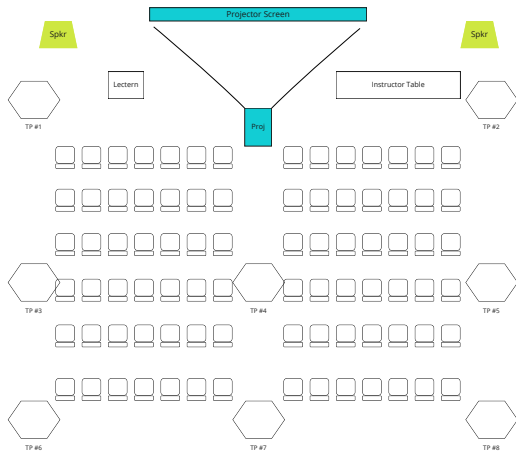 Projector Screen
Spkr
Spkr
Lectern
Instructor Table
TP #1
Proj
TP #2
TP #3
TP #4
TP #5
TP #6
TP #7
TP #8